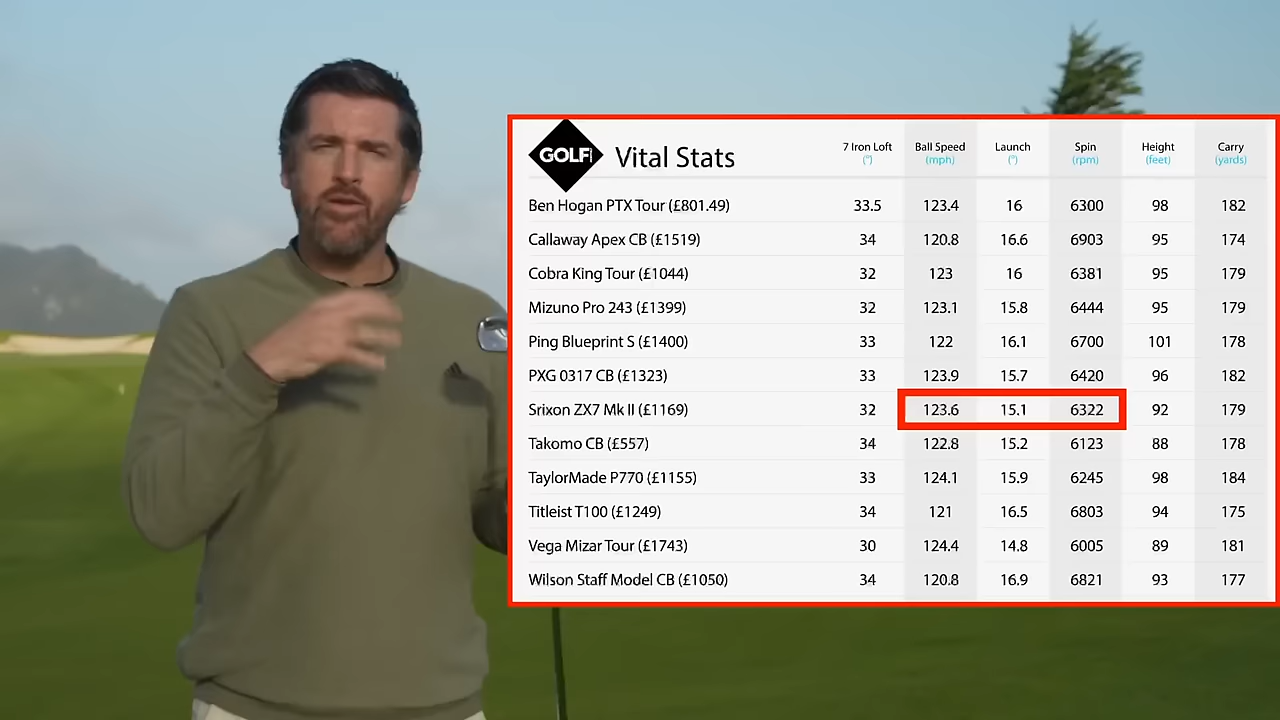 GOLF Vital Stats 7 Iron Loft (°) Ball Speed (mph) Launch (°) Spin (rpm) Height (feet) Carry (yards)
Ben Hogan PTX Tour (£801.49) 33.5 123.4 16 6300 98 182
Callaway Apex CB (£1519) 34 120.8 16.6 6903 95 174
Cobra King Tour (£1044) 32 123 16 6381 95 179
Mizuno Pro 243 (£1399) 32 123.1 15.8 6444 95 179
Ping Blueprint S (£1400) 33 122 16.1 6700 101 178
PXG 0317 CB (£1323) 33 123.9 15.7 6420 96 182
Srixon ZX7 Mk II (£1169) 32 123.6 15.1 6322 92 179
Takomo CB (£557) 34 122.8 15.2 6123 88 178
TaylorMade P770 (£1155) 33 124.1 15.9 6245 98 184
Titleist T100 (£1249) 34 121 16.5 6803 94 175
Vega Mizar Tour (£1743) 30 124.4 14.8 6005 89 181
Wilson Staff Model CB (£1050) 34 120.8 16.9 6821 93 177